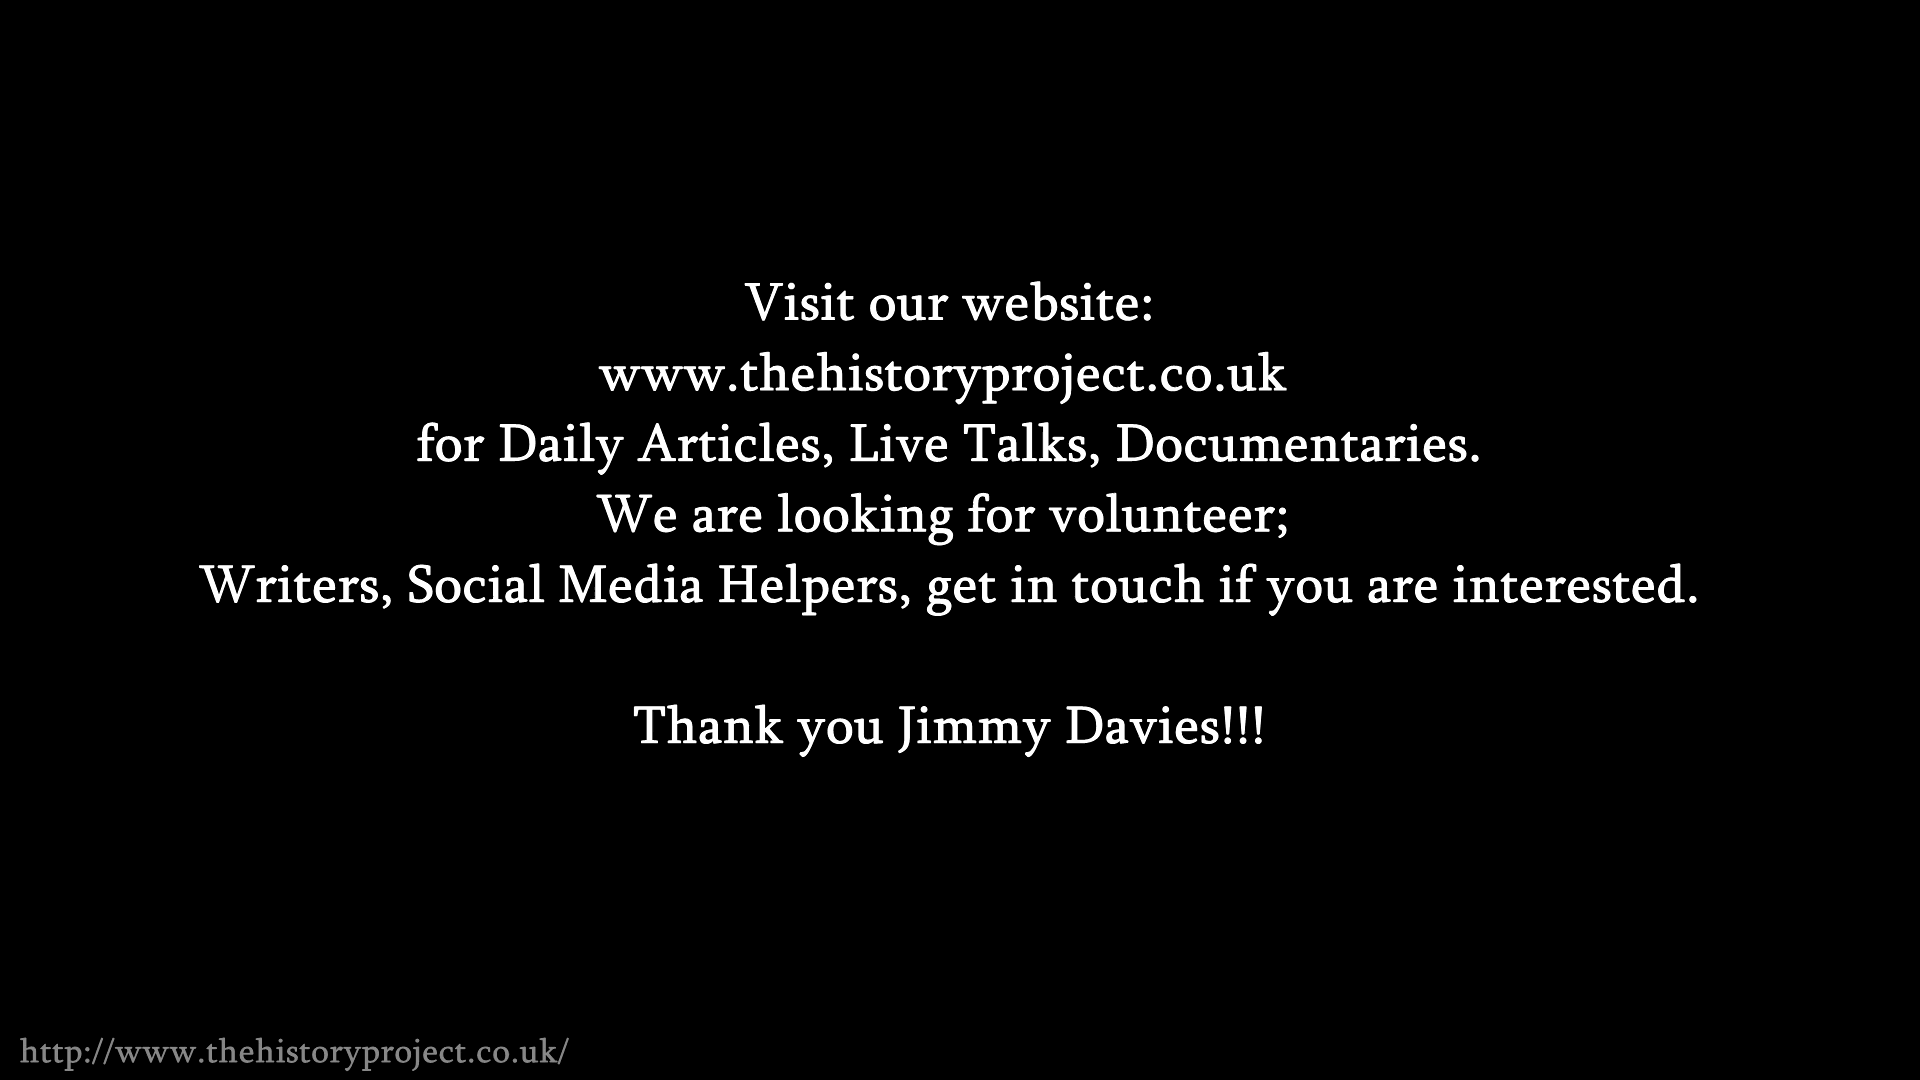 Visit our website:
www.thehistoryproject.co.uk
for Daily Articles, Live Talks, Documentaries.
We are looking for volunteer;
Writers, Social Media Helpers, get in touch if you are interested.
Thank you Jimmy Davies!!!
http://www.thehistoryproject.co.uk/